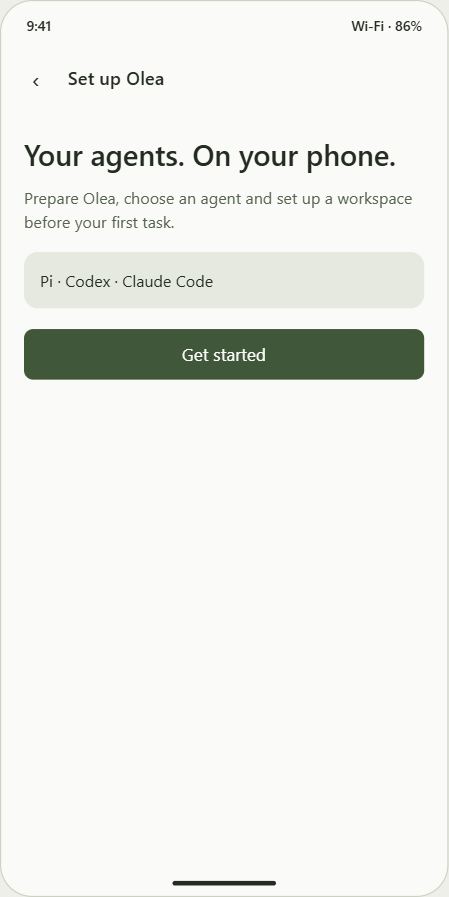 9:41
Wi-Fi · 86%
‹ Set up Olea
Your agents. On your phone.
Prepare Olea, choose an agent and set up a workspace
before your first task.
Pi · Codex · Claude Code
Get started